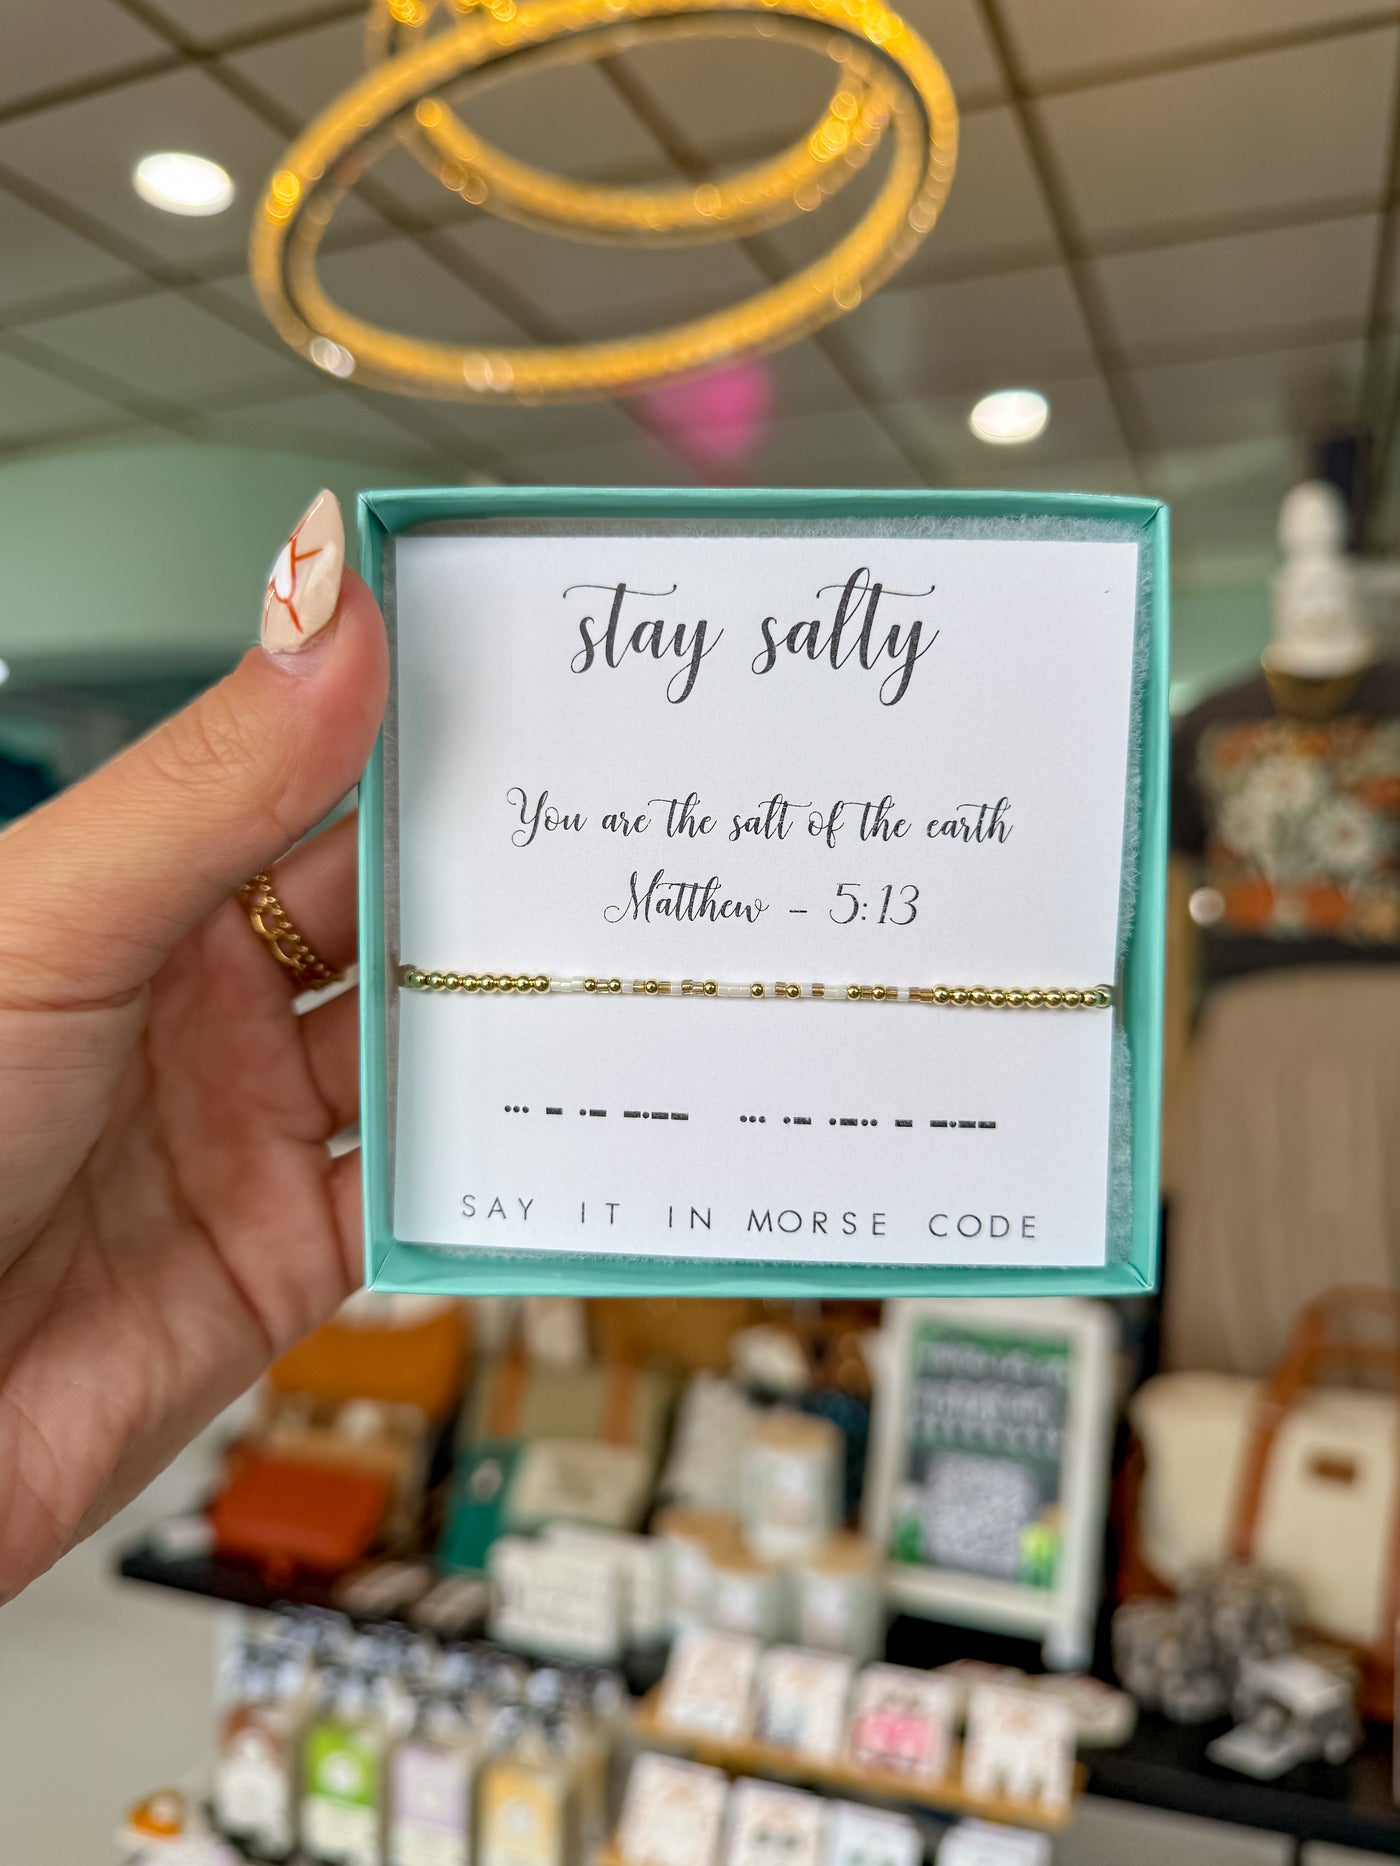 stay salty
You are the salt of the earth
Matthew - 5:13
... - .- -.-- ... .- .-.. - -.--
SAY IT IN MORSE CODE